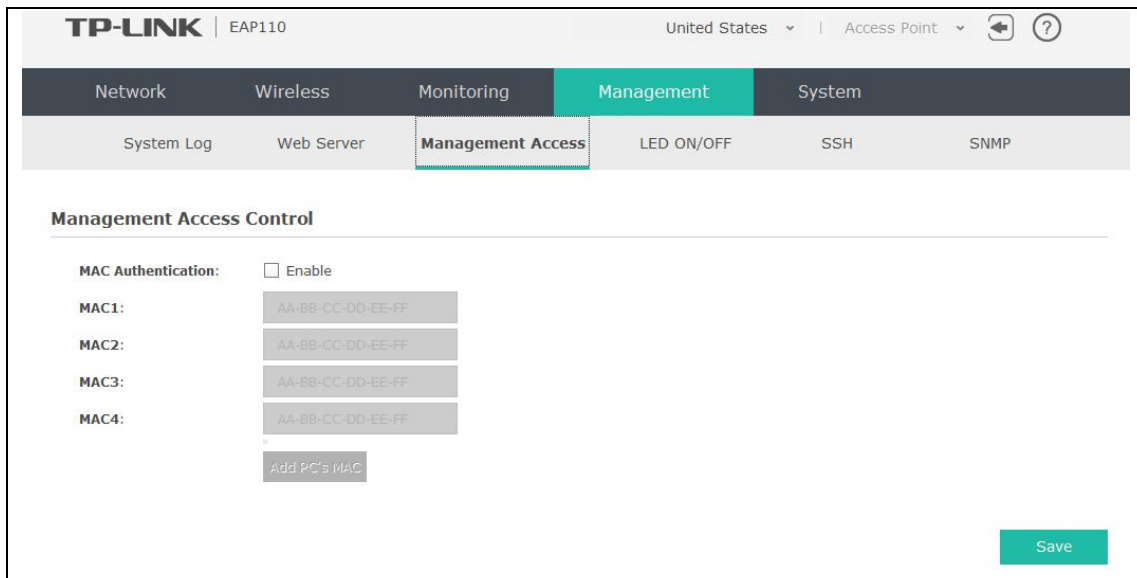 TP-LINK | EAP110 United States | Access Point ?
Network Wireless Monitoring Management System
System Log Web Server Management Access LED ON/OFF SSH SNMP
Management Access Control
MAC Authentication: Enable
MAC1: AA-BB-CC-DD-EE-FF
MAC2: AA-BB-CC-DD-EE-FF
MAC3: AA-BB-CC-DD-EE-FF
MAC4: AA-BB-CC-DD-EE-FF
Add PC's MAC
Save